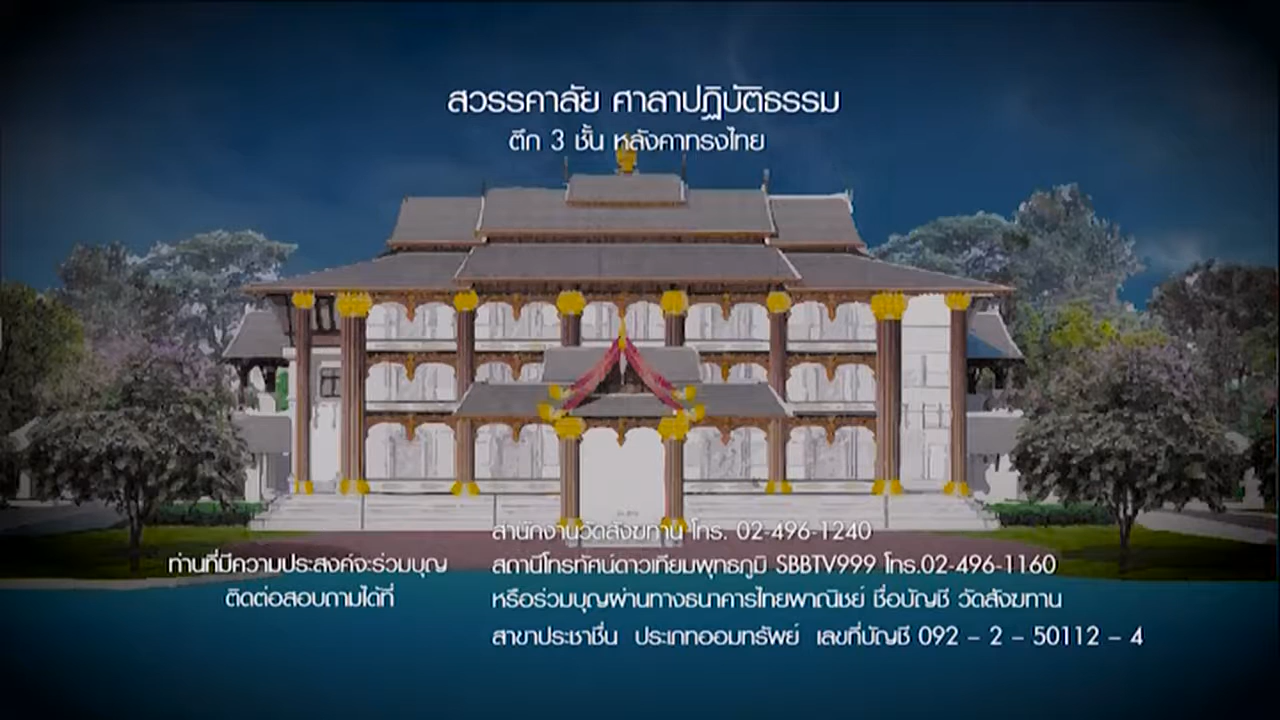 สวรรคาลัย ศาลาปฏิบัติธรรม
ตึก 3 ชั้น หลังคาทรงไทย
ท่านที่มีความประสงค์จะร่วมบุญ
ติดต่อสอบถามได้ที่
สำนักงานวัดสังฆทาน โทร. 02-496-1240
สถานีโทรทัศน์ดาวเทียมพุทธภูมิ SBBTV999 โทร.02-496-1160
หรือร่วมบุญผ่านทางธนาคารไทยพาณิชย์ ชื่อบัญชี วัดสังฆทาน
สาขาประชาชื่น ประเภทออมทรัพย์ เลขที่บัญชี 092 – 2 – 50112 – 4